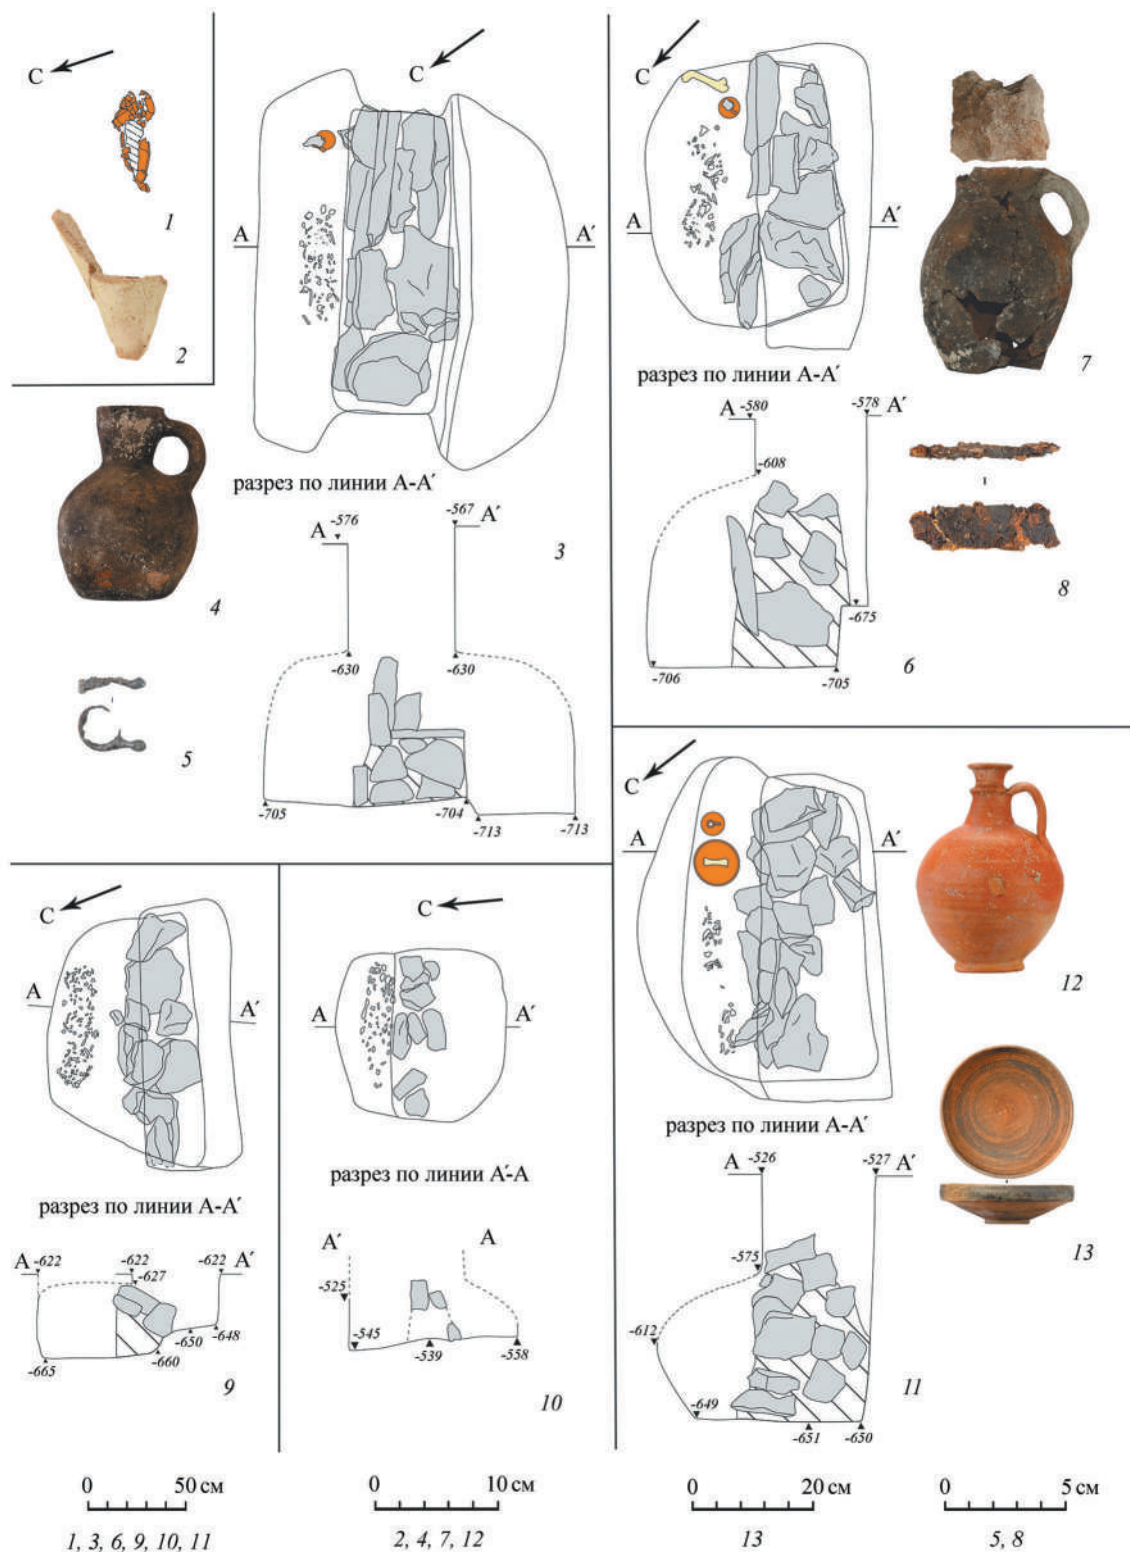 С
1
2
С
А
А′
разрез по линии А-А′
-576
-567
А
А′
3
-630
-630
-705
-704
-713
-713
4
5
С
А
А′
разрез по линии А-А′
А
-580
-578
А′
-608
-675
-706
-705
6
7
8
С
А
А′
разрез по линии А-А′
А
-622
-622
-622
А′
-627
-650
-648
-660
-665
9
С
А
А′
разрез по линии А′-А
А′
А
-525
-545
-539
-558
10
С
А
А′
разрез по линии А-А′
А
-526
-527
А′
-575
-612
-649
-651
-650
11
12
13
0 50 см
1, 3, 6, 9, 10, 11
0 10 см
2, 4, 7, 12
0 20 см
13
0 5 см
5, 8